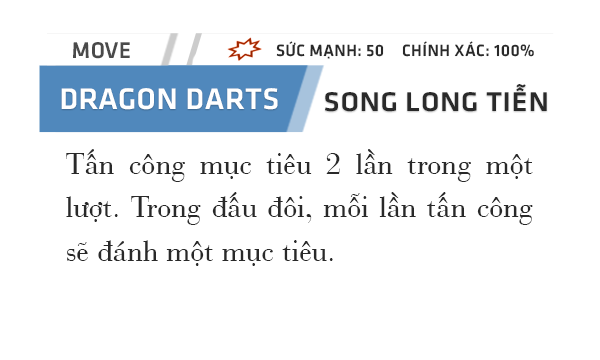 MOVE SỨC MẠNH: 50 CHÍNH XÁC: 100%
DRAGON DARTS SONG LONG TIỄN
Tấn công mục tiêu 2 lần trong một
lượt. Trong đấu đôi, mỗi lần tấn công
sẽ đánh một mục tiêu.